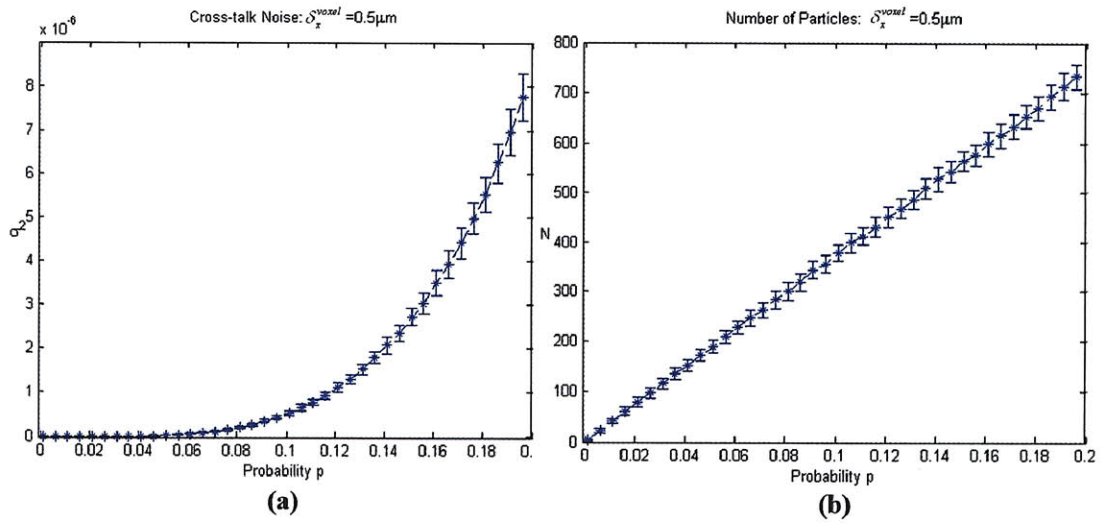 Cross-talk Noise: δ_x^voxel =0.5μm
x 10^-6
8
7
6
5
4
3
2
1
0
σ²
0 0.02 0.04 0.06 0.08 0.1 0.12 0.14 0.16 0.18 0.
Probability p
(a)
Number of Particles: δ_x^voxel =0.5μm
800
700
600
500
400
300
200
100
0
N
0 0.02 0.04 0.06 0.08 0.1 0.12 0.14 0.16 0.18 0.2
Probability p
(b)